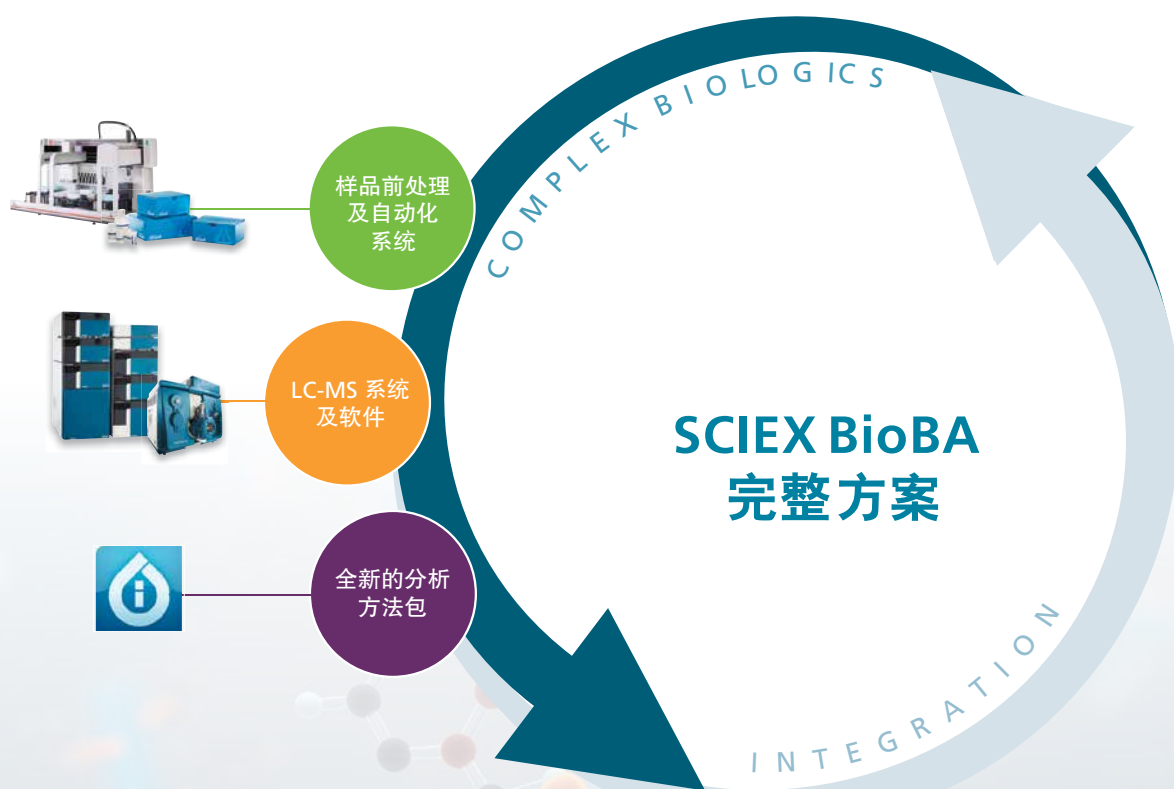 COMPLEX BIOLOGICS
样品前处理
及自动化
系统
LC-MS 系统
及软件
全新的分析
方法包
SCIEX BioBA
完整方案
INTEGRATION